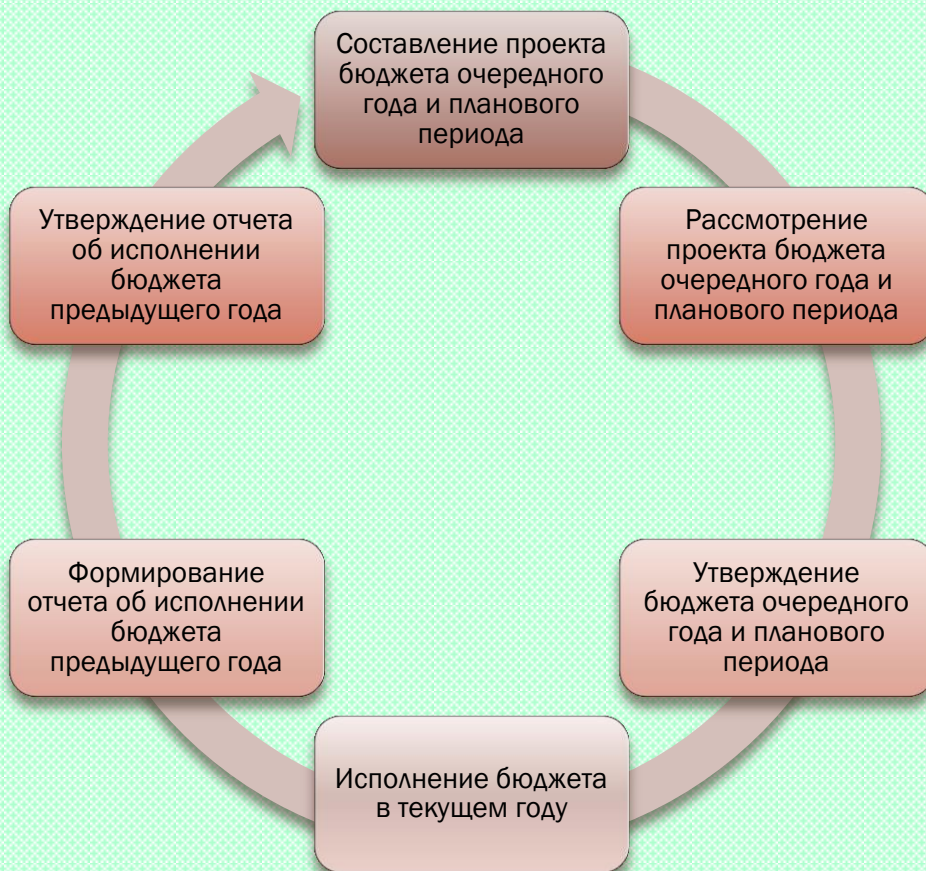 Составление проекта
бюджета очередного
года и планового
периода
Рассмотрение
проекта бюджета
очередного года и
планового периода
Утверждение
бюджета очередного
года и планового
периода
Исполнение бюджета
в текущем году
Формирование
отчета об исполнении
бюджета
предыдущего года
Утверждение отчета
об исполнении
бюджета
предыдущего года